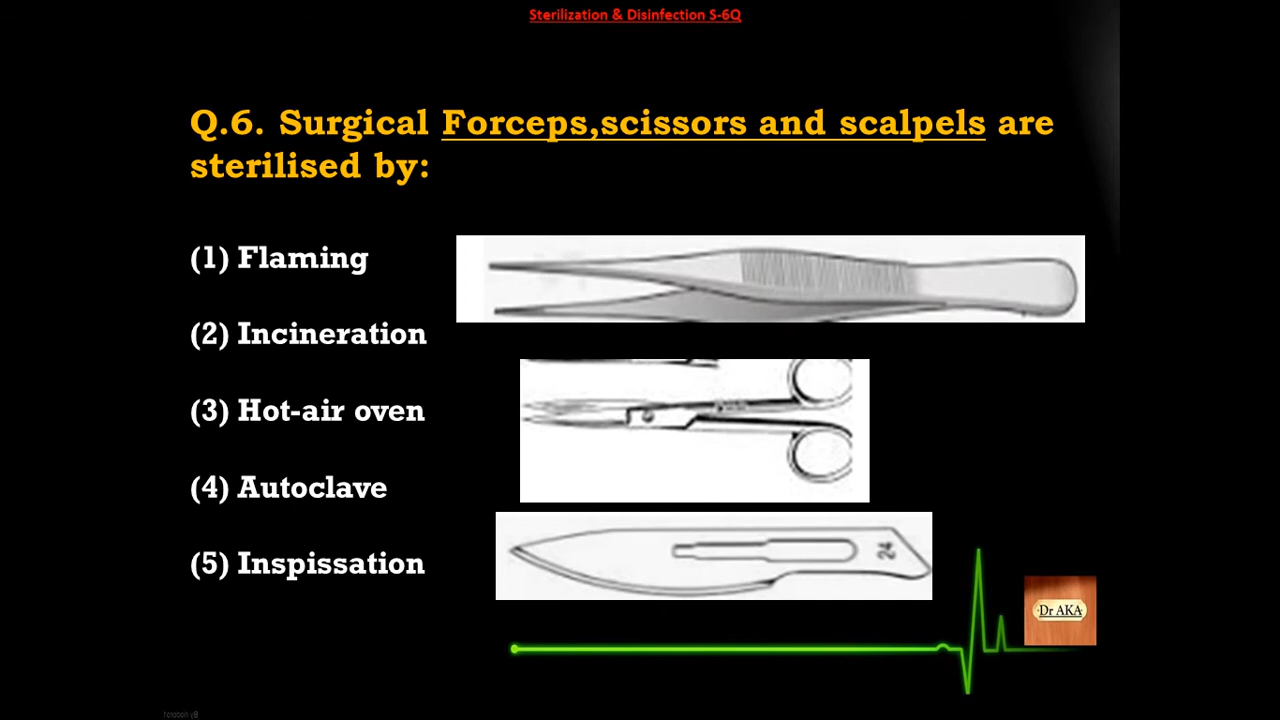 Sterilization & Disinfection S-6Q
Q.6. Surgical Forceps,scissors and scalpels are
sterilised by:
(1) Flaming
(2) Incineration
(3) Hot-air oven
(4) Autoclave
24
(5) Inspissation
Dr AKA